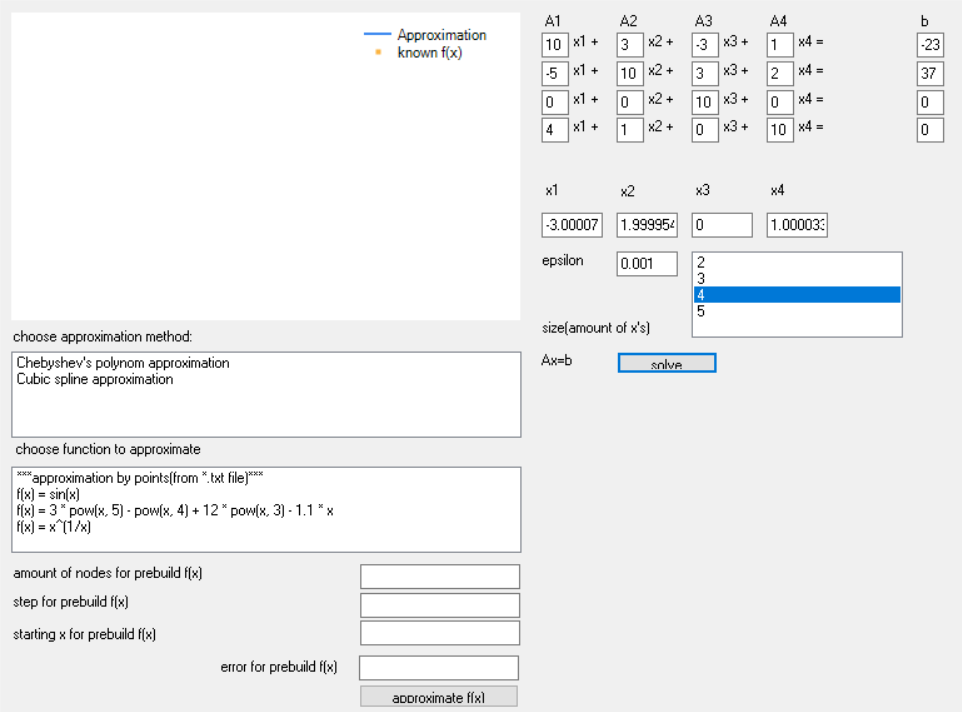 Approximation
known f(x)
choose approximation method:
Chebyshev's polynom approximation
Cubic spline approximation
choose function to approximate
***approximation by points(from *.txt file)***
f(x) = sin(x)
f(x) = 3 * pow(x, 5) - pow(x, 4) + 12 * pow(x, 3) - 1.1 * x
f(x) = x^(1/x)
amount of nodes for prebuild f(x)
step for prebuild f(x)
starting x for prebuild f(x)
error for prebuild f(x)
approximate f(x)
A1 A2 A3 A4 b
10 x1 + 3 x2 + -3 x3 + 1 x4 = -23
-5 x1 + 10 x2 + 3 x3 + 2 x4 = 37
0 x1 + 0 x2 + 10 x3 + 0 x4 = 0
4 x1 + 1 x2 + 0 x3 + 10 x4 = 0
x1 x2 x3 x4
-3.00007 1.999954 0 1.000033
epsilon 0.001
2
3
4
5
size(amount of x's)
Ax=b solve